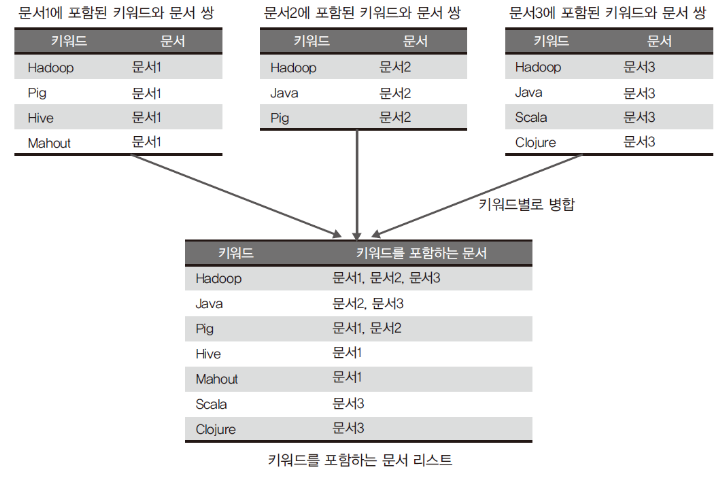 문서1에 포함된 키워드와 문서 쌍
키워드 문서
Hadoop 문서1
Pig 문서1
Hive 문서1
Mahout 문서1
문서2에 포함된 키워드와 문서 쌍
키워드 문서
Hadoop 문서2
Java 문서2
Pig 문서2
문서3에 포함된 키워드와 문서 쌍
키워드 문서
Hadoop 문서3
Java 문서3
Scala 문서3
Clojure 문서3
키워드별로 병합
키워드 키워드를 포함하는 문서
Hadoop 문서1, 문서2, 문서3
Java 문서2, 문서3
Pig 문서1, 문서2
Hive 문서1
Mahout 문서1
Scala 문서3
Clojure 문서3
키워드를 포함하는 문서 리스트